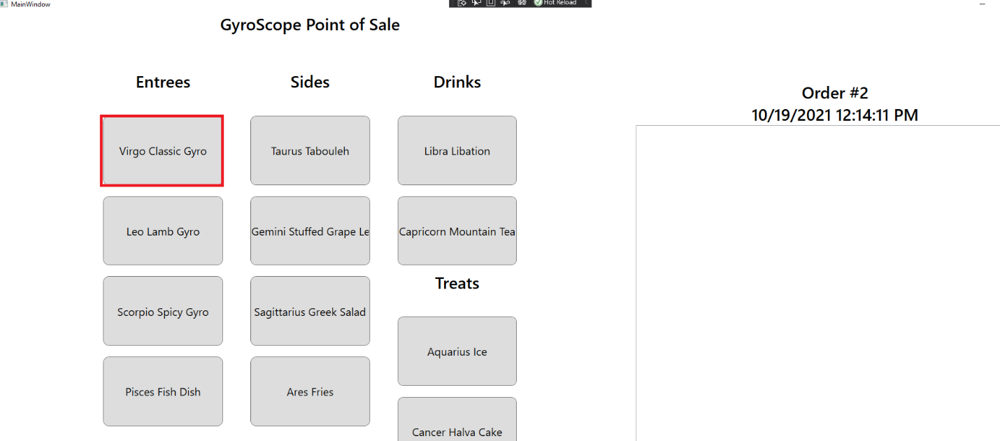 MainWindow
Hot Reload
GyroScope Point of Sale
Entrees
Sides
Drinks
Virgo Classic Gyro
Taurus Tabouleh
Libra Libation
Leo Lamb Gyro
Gemini Stuffed Grape Le
Capricorn Mountain Tea
Treats
Scorpio Spicy Gyro
Sagittarius Greek Salad
Aquarius Ice
Pisces Fish Dish
Ares Fries
Cancer Halva Cake
Order #2
10/19/2021 12:14:11 PM